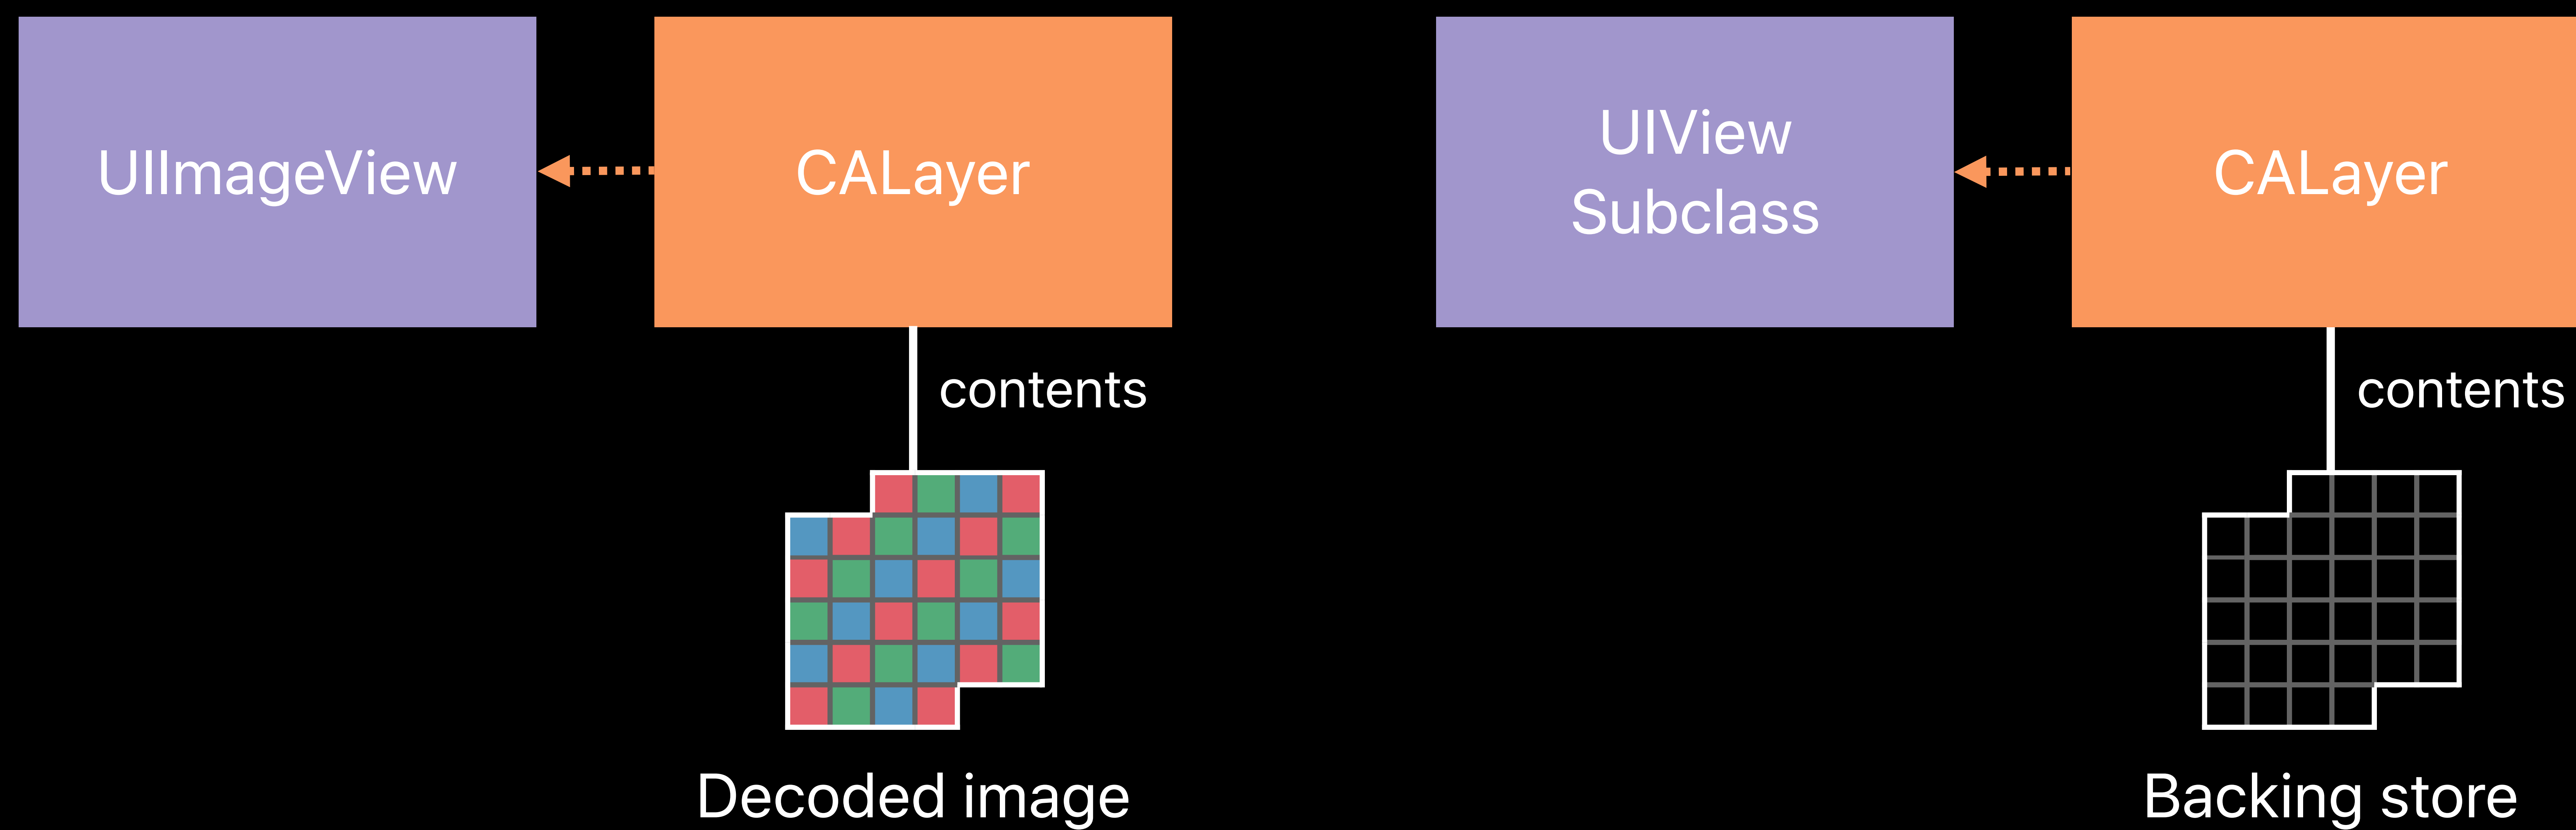 UIImageView
CALayer
contents
Decoded image
UIView
Subclass
CALayer
contents
Backing store